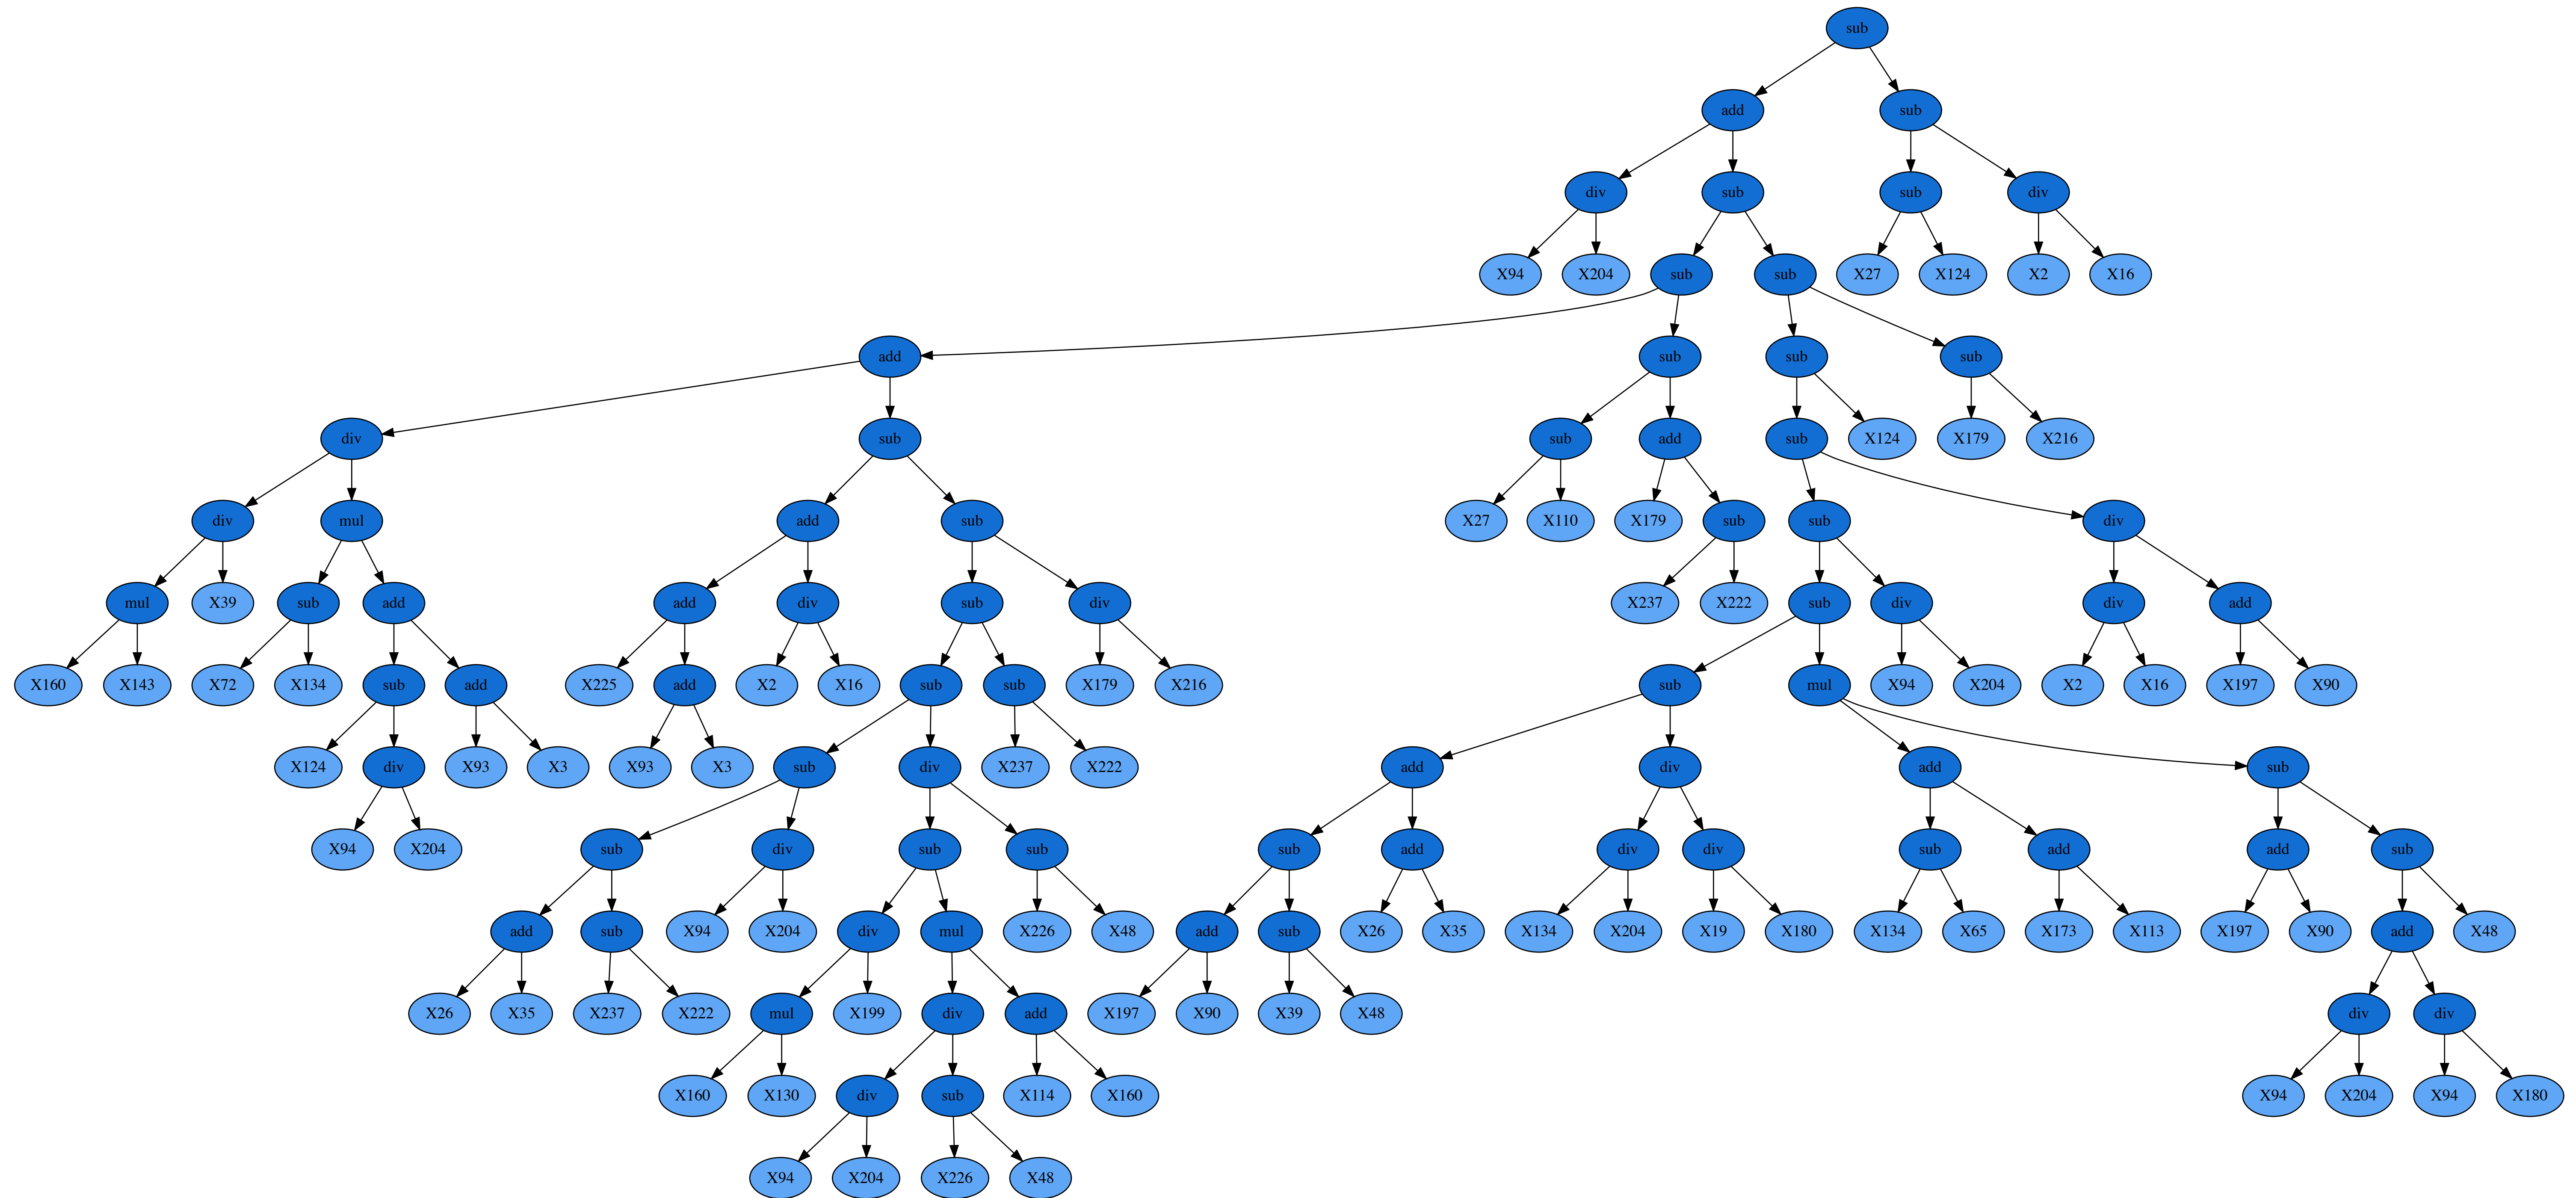 sub
add sub
div sub sub div
X94 X204 sub sub X27 X124 X2 X16
add sub sub sub
div sub sub add sub X124 X179 X216
div mul add sub X27 X110 X179 sub sub div
mul X39 sub add add div sub div X237 X222 sub div div add
X160 X143 X72 X134 sub add X225 add X2 X16 sub sub X179 X216 sub mul X94 X204 X2 X16 X197 X90
X124 div X93 X3 X93 X3 sub div X237 X222 add div add sub
X94 X204 sub div sub sub sub add div div sub add add sub
add sub X94 X204 div mul X226 X48 add sub X26 X35 X134 X204 X19 X180 X134 X65 X173 X113 X197 X90 add X48
X26 X35 X237 X222 mul X199 div add X197 X90 X39 X48 div div
X160 X130 div sub X114 X160 X94 X204 X94 X180
X94 X204 X226 X48